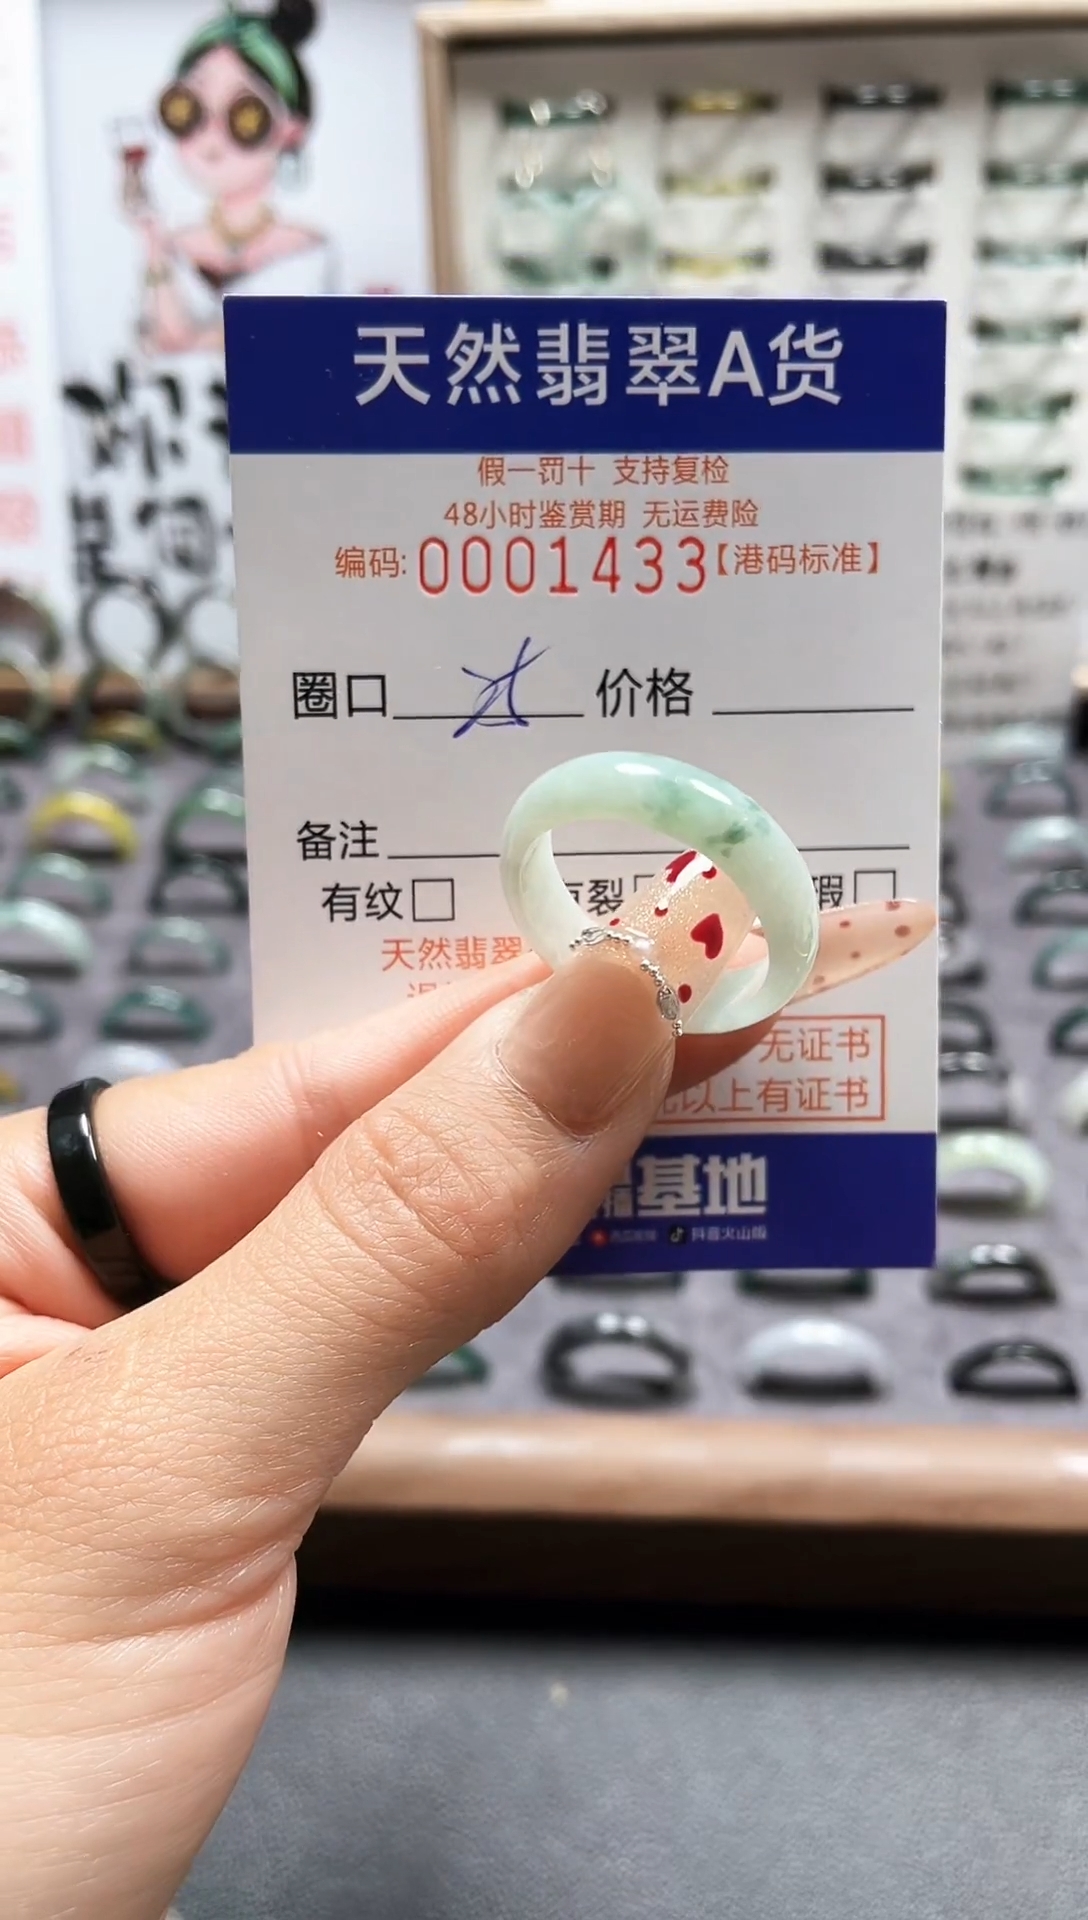 天然翡翠A货
假一罚十 支持复检
48小时鉴赏期 无运费险
编码:0001433【港码标准】
圈口 价格
备注
有纹 裂 瑕
天然翡翠
无证书
以上有证书
播基地
抖音火山版